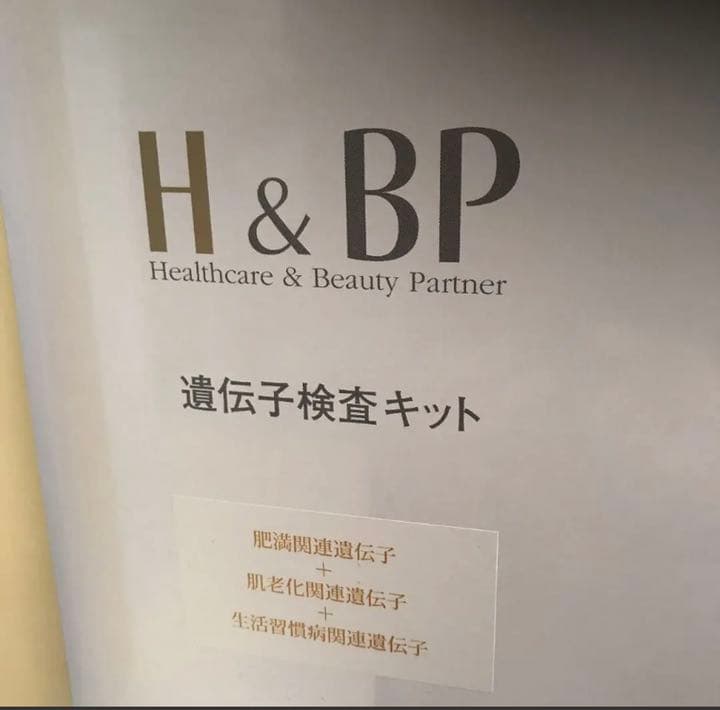 H & BP
Healthcare & Beauty Partner
遺伝子検査キット
肥満関連遺伝子
+
肌老化関連遺伝子
+
生活習慣病関連遺伝子